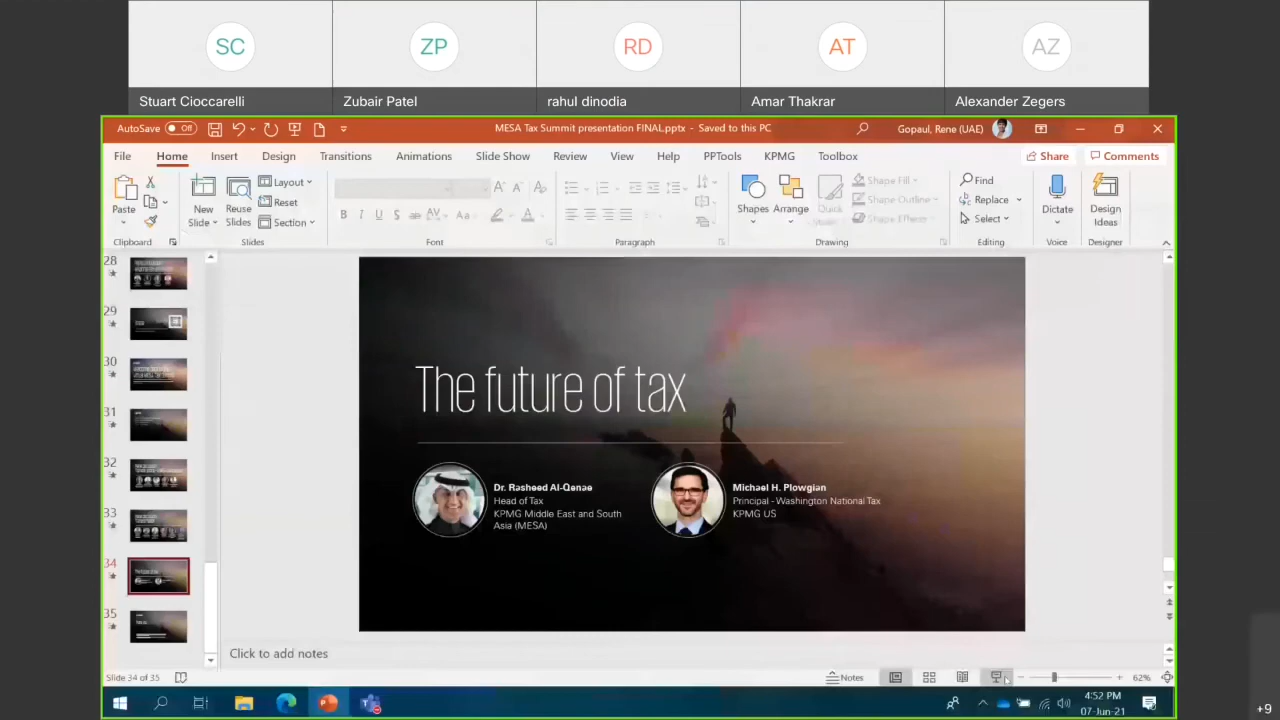 SC
ZP
RD
AT
AZ
Stuart Cioccarelli
Zubair Patel
rahul dinodia
Amar Thakrar
Alexander Zegers
AutoSave Off
MESA Tax Summit presentation FINAL.pptx - Saved to this PC
Gopaul, Rene (UAE)
File Home Insert Design Transitions Animations Slide Show Review View Help PPTools KPMG Toolbox
Share Comments
Paste
New Slide
Reuse Slides
Layout
Reset
Section
Shapes
Arrange
Quick
Shape Fill
Shape Outline
Shape Effects
Find
Replace
Select
Dictate
Design Ideas
Clipboard Slides Font Paragraph Drawing Editing Voice Designer
28
29
30
31
32
33
34
35
The future of tax
Dr. Rasheed Al-Qenae
Head of Tax
KPMG Middle East and South
Asia (MESA)
Michael H. Plowgian
Principal - Washington National Tax
KPMG US
Click to add notes
Slide 34 of 35
Notes
62%
4:52 PM
07-Jun-21
+9